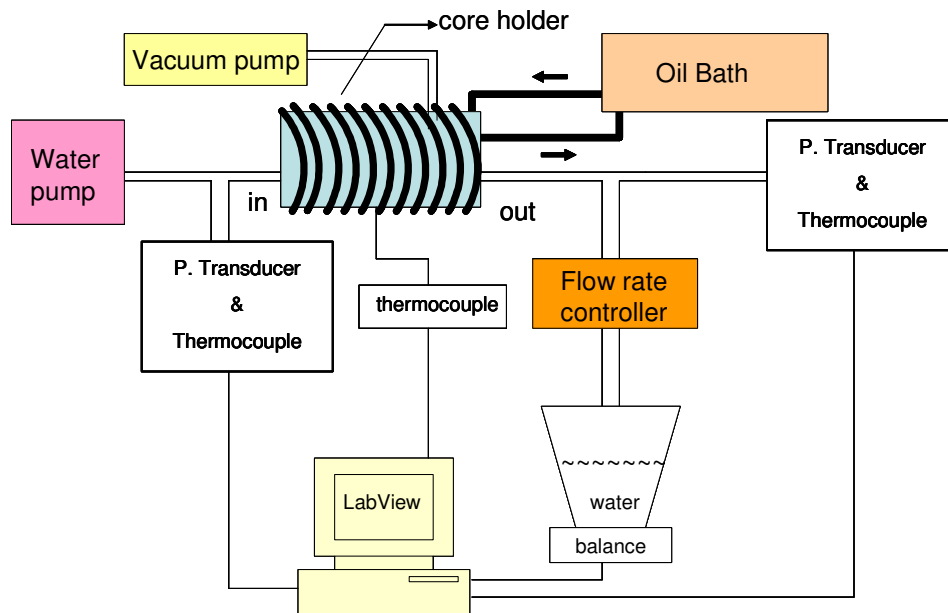 core holder
Vacuum pump
Oil Bath
Water
pump
in
out
P. Transducer
&
Thermocouple
P. Transducer
&
Thermocouple
thermocouple
Flow rate
controller
LabView
~~~~~~~
water
balance